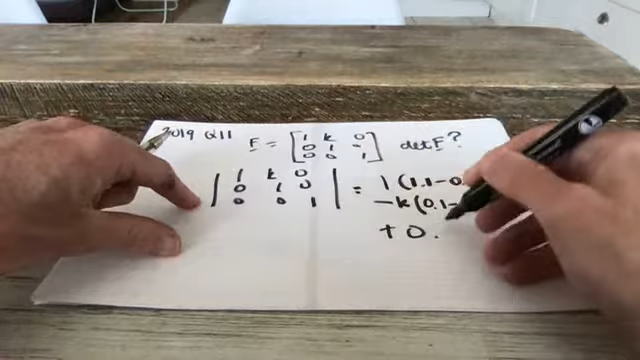 2019 Q11 F = [1 k 0 det F?
0 1 -
0 0 1]
|1 k 0
0 1 0
0 0 1| = 1(1.1-0.
-k(0.1-
+0.